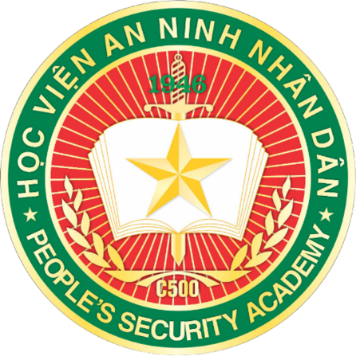 HỌC VIỆN AN NINH NHÂN DÂN
1946
C500
PEOPLE'S SECURITY ACADEMY